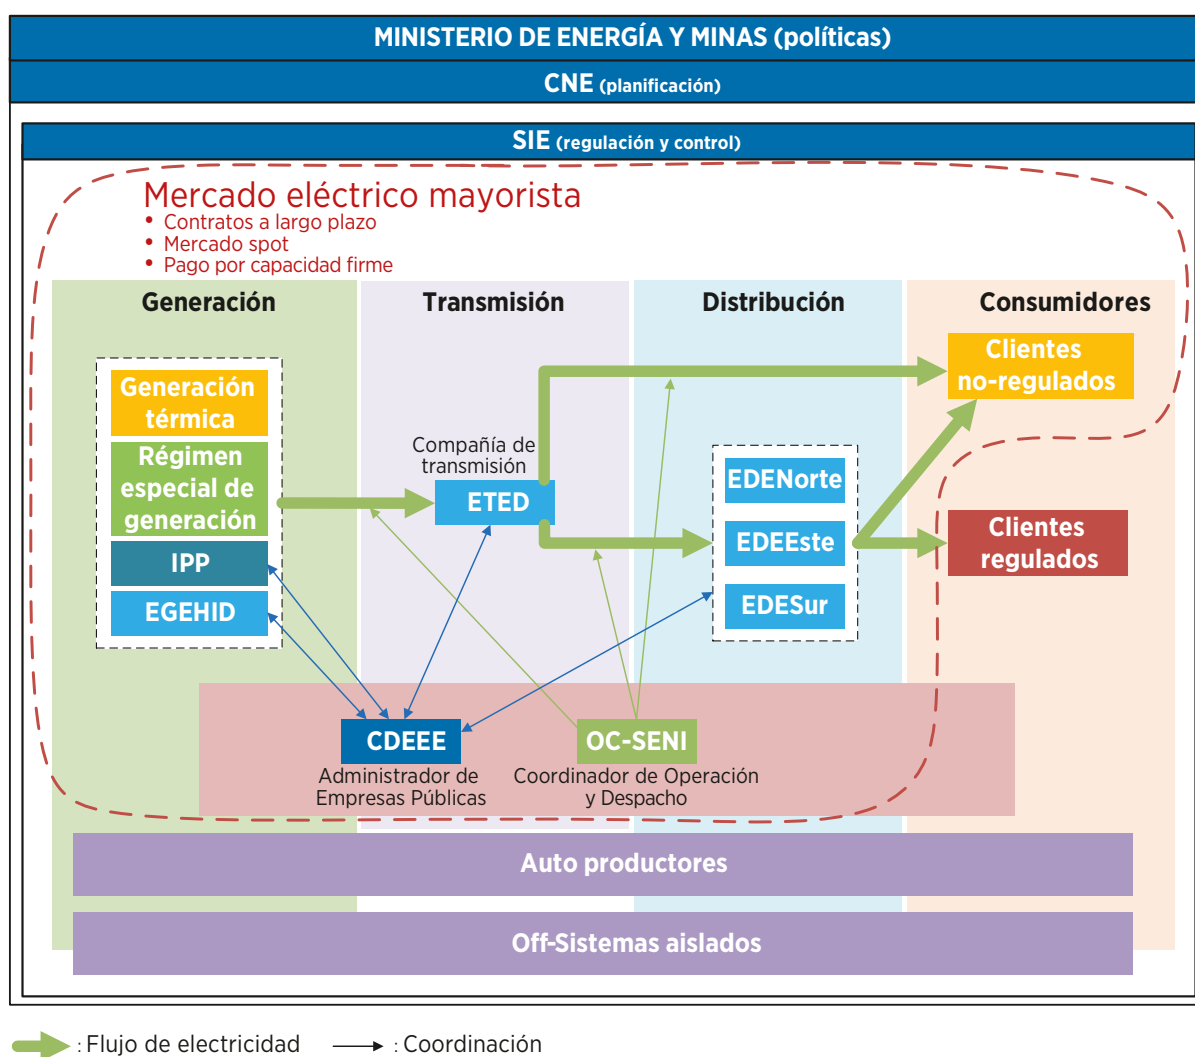 MINISTERIO DE ENERGÍA Y MINAS (políticas)
CNE (planificación)
SIE (regulación y control)
Mercado eléctrico mayorista
• Contratos a largo plazo
• Mercado spot
• Pago por capacidad firme
Generación
Transmisión
Distribución
Consumidores
Generación
térmica
Régimen
especial de
generación
IPP
EGEHID
Compañía de
transmisión
ETED
EDENorte
EDEEste
EDESur
Clientes
no-regulados
Clientes
regulados
CDEEE
Administrador de
Empresas Públicas
OC-SENI
Coordinador de Operación
y Despacho
Auto productores
Off-Sistemas aislados
: Flujo de electricidad
: Coordinación